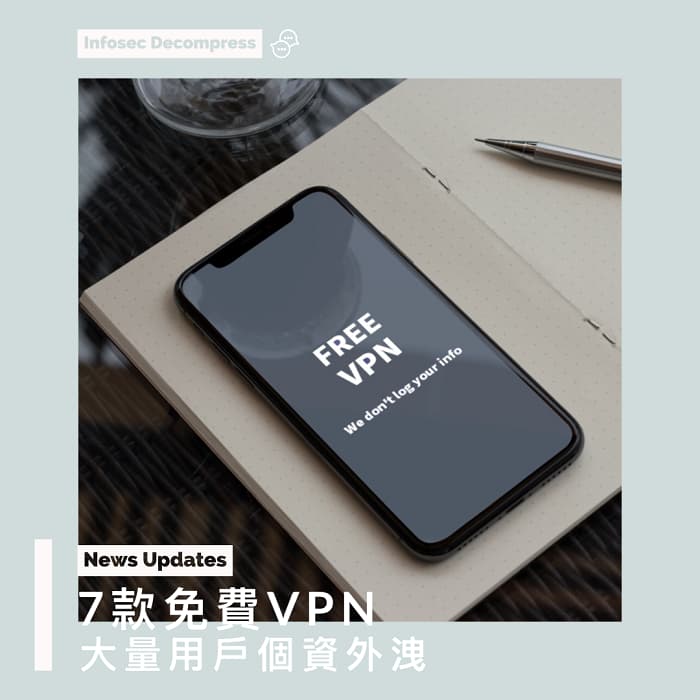 Infosec Decompress
FREE
VPN
We don't log your info
News Updates
7款免費VPN
大量用戶個資外洩